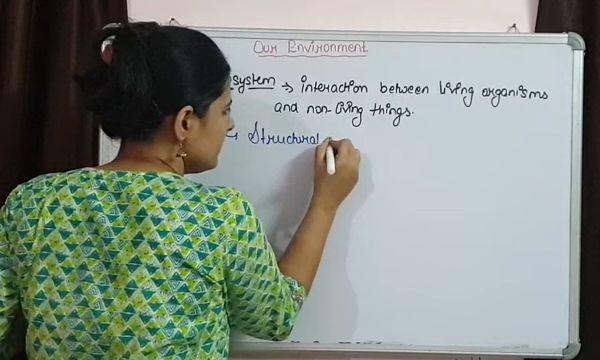 Our Environment
system → interaction between living organisms
and non-living things.
↳ Structural